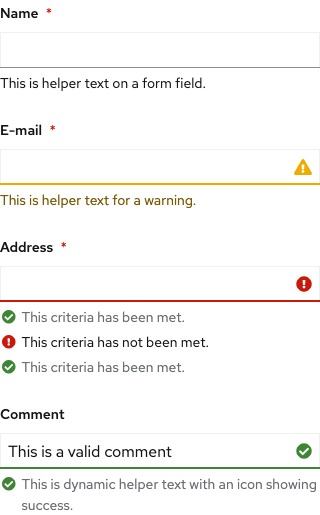 Name *
This is helper text on a form field.
E-mail *
This is helper text for a warning.
Address *
This criteria has been met.
This criteria has not been met.
This criteria has been met.
Comment
This is a valid comment
This is dynamic helper text with an icon showing
success.